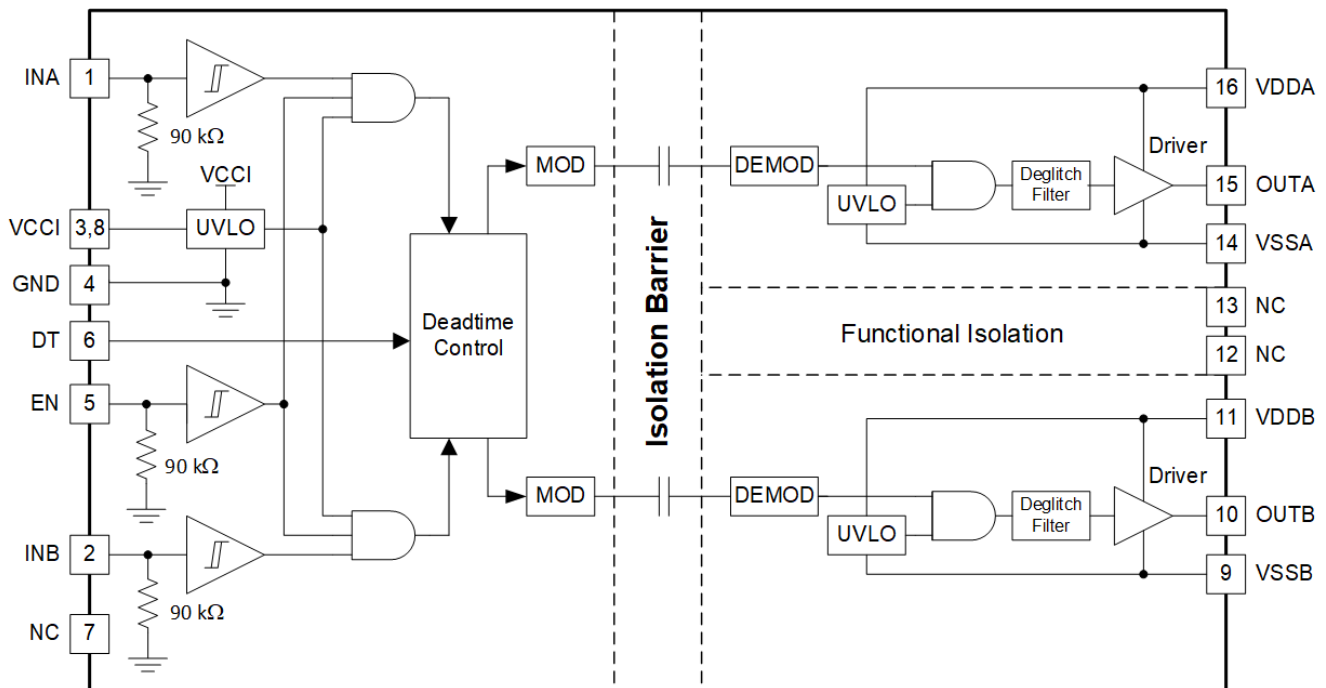 INA
1
90 kΩ
VCCI
VCCI
3,8
UVLO
GND
4
DT
6
EN
5
90 kΩ
INB
2
90 kΩ
NC
7
Deadtime
Control
MOD
MOD
Isolation Barrier
DEMOD
UVLO
Deglitch
Filter
Driver
16
VDDA
15
OUTA
14
VSSA
13
NC
Functional Isolation
12
NC
11
VDDB
DEMOD
UVLO
Deglitch
Filter
Driver
10
OUTB
9
VSSB